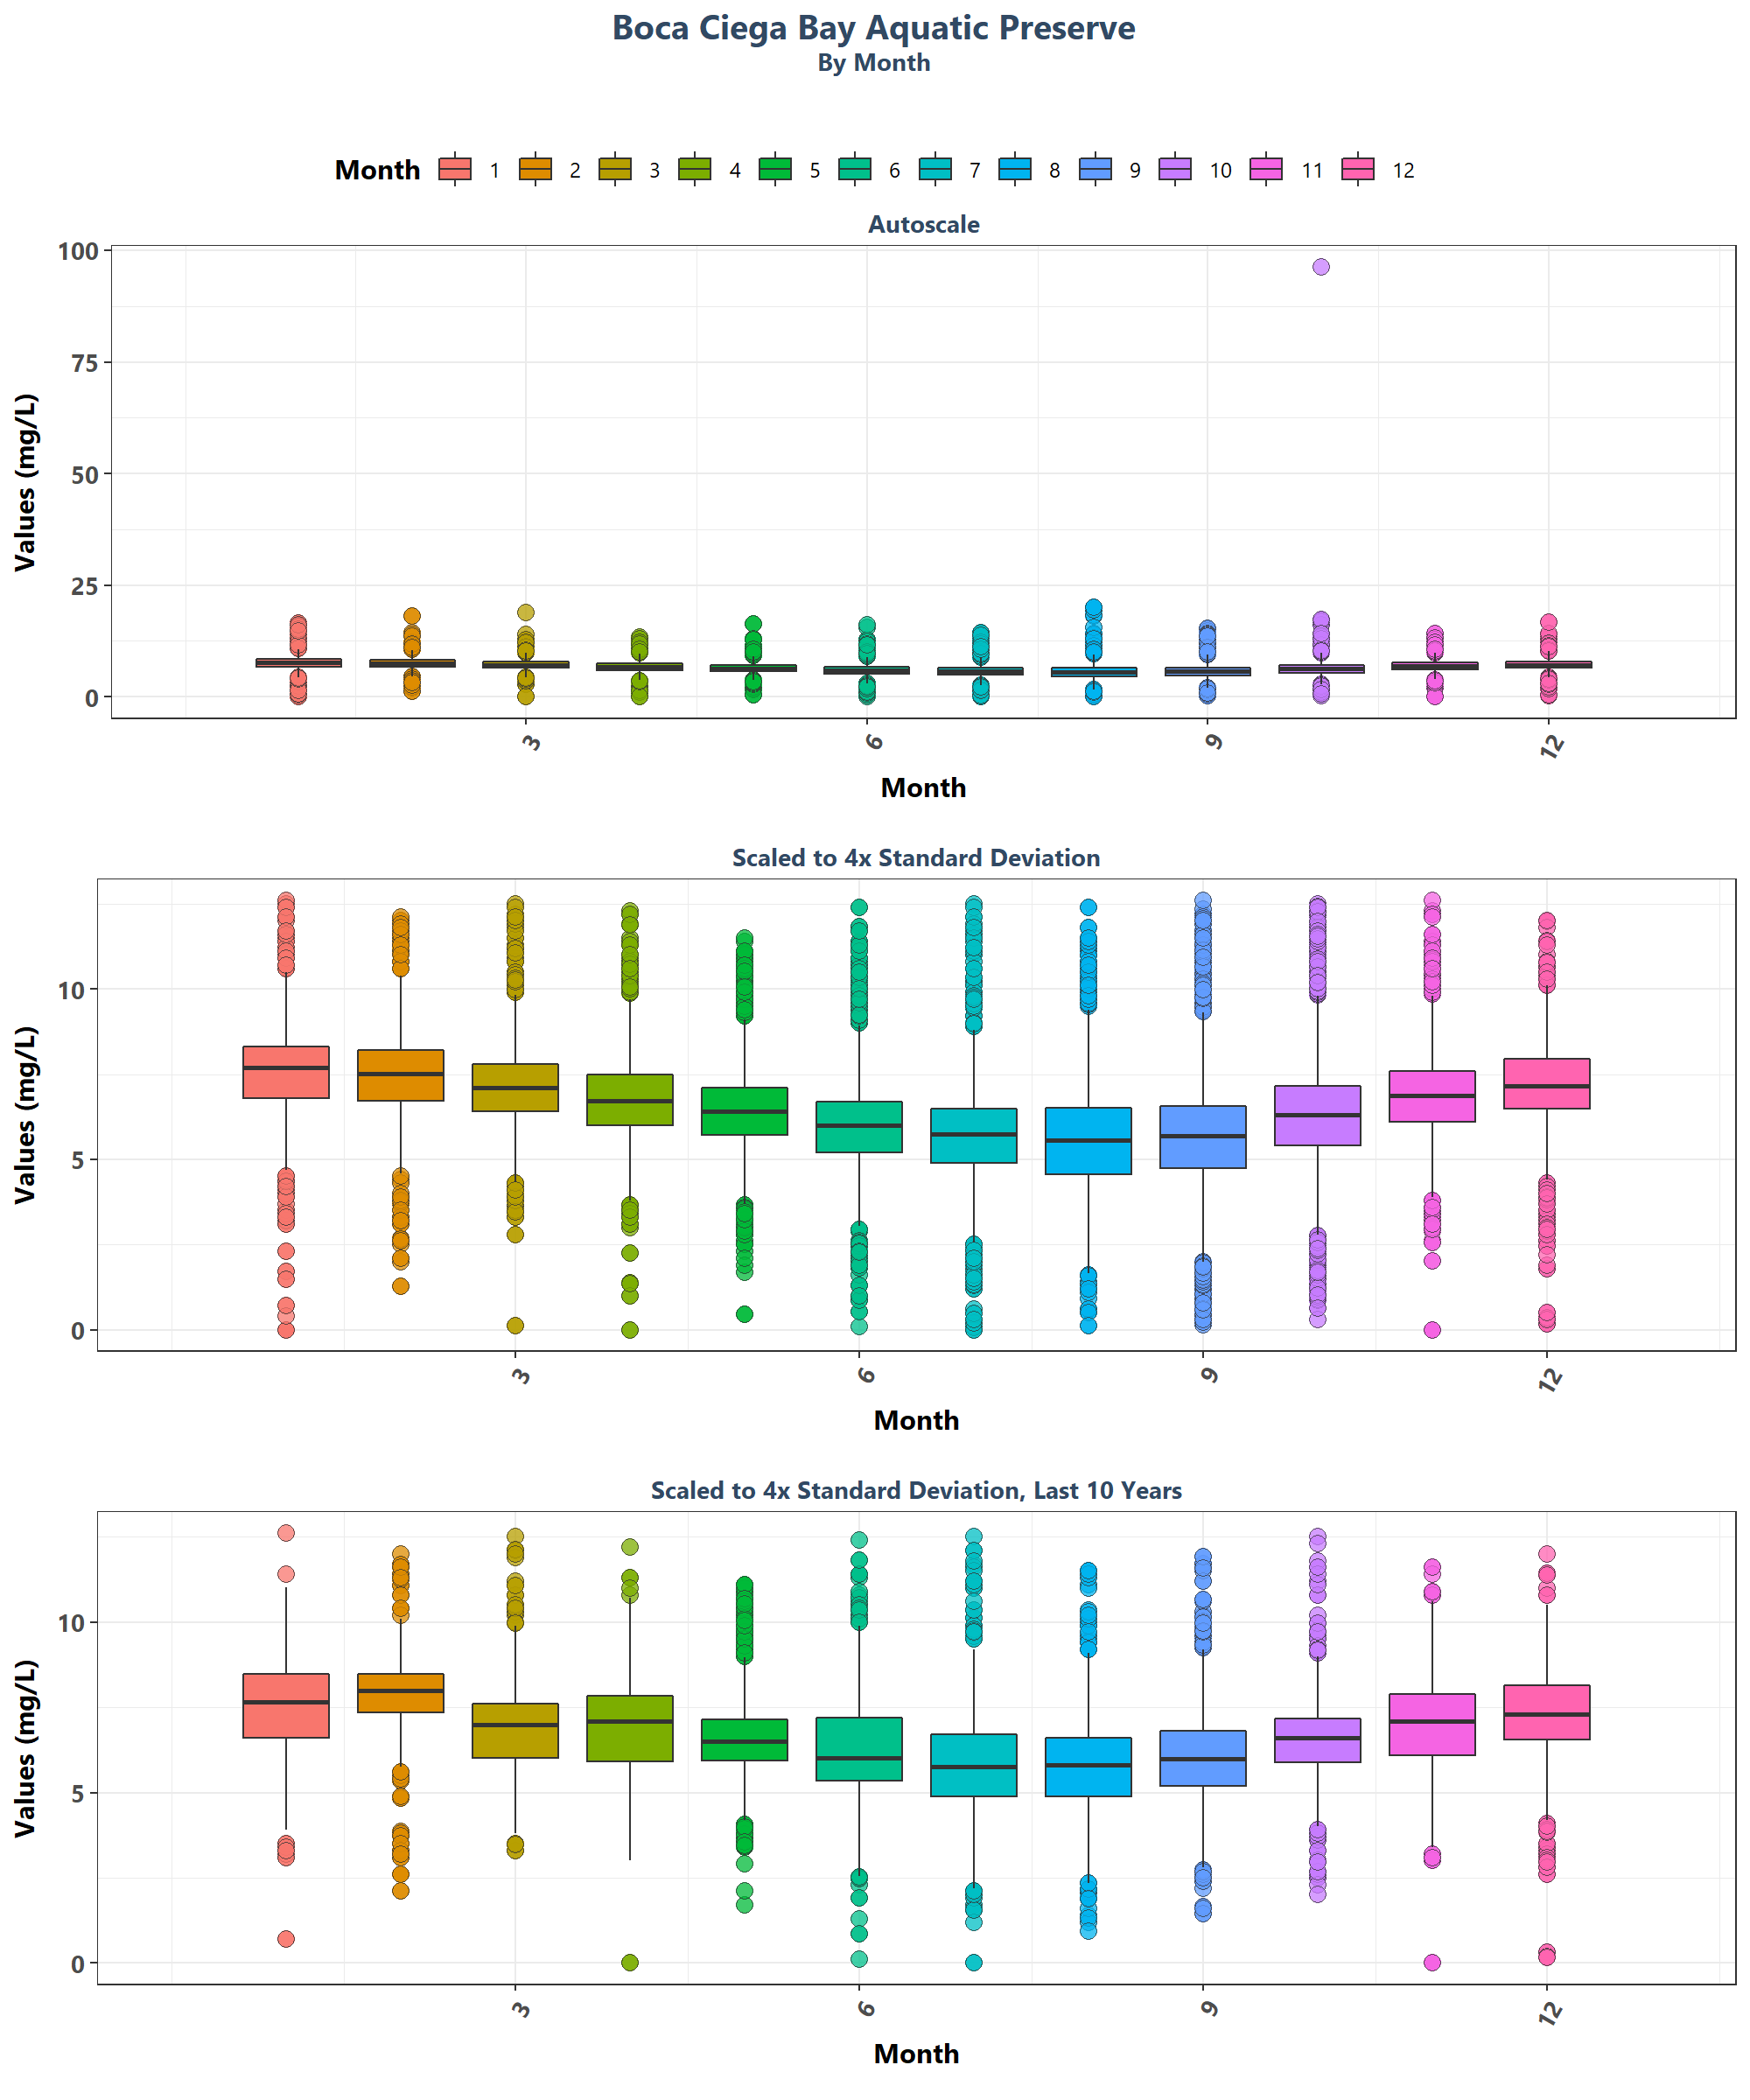 Boca Ciega Bay Aquatic Preserve
By Month
Month 1 2 3 4 5 6 7 8 9 10 11 12
Autoscale
100
75
50
25
0
Values (mg/L)
3 6 9 12
Month
Scaled to 4x Standard Deviation
10
5
0
Values (mg/L)
3 6 9 12
Month
Scaled to 4x Standard Deviation, Last 10 Years
10
5
0
Values (mg/L)
3 6 9 12
Month